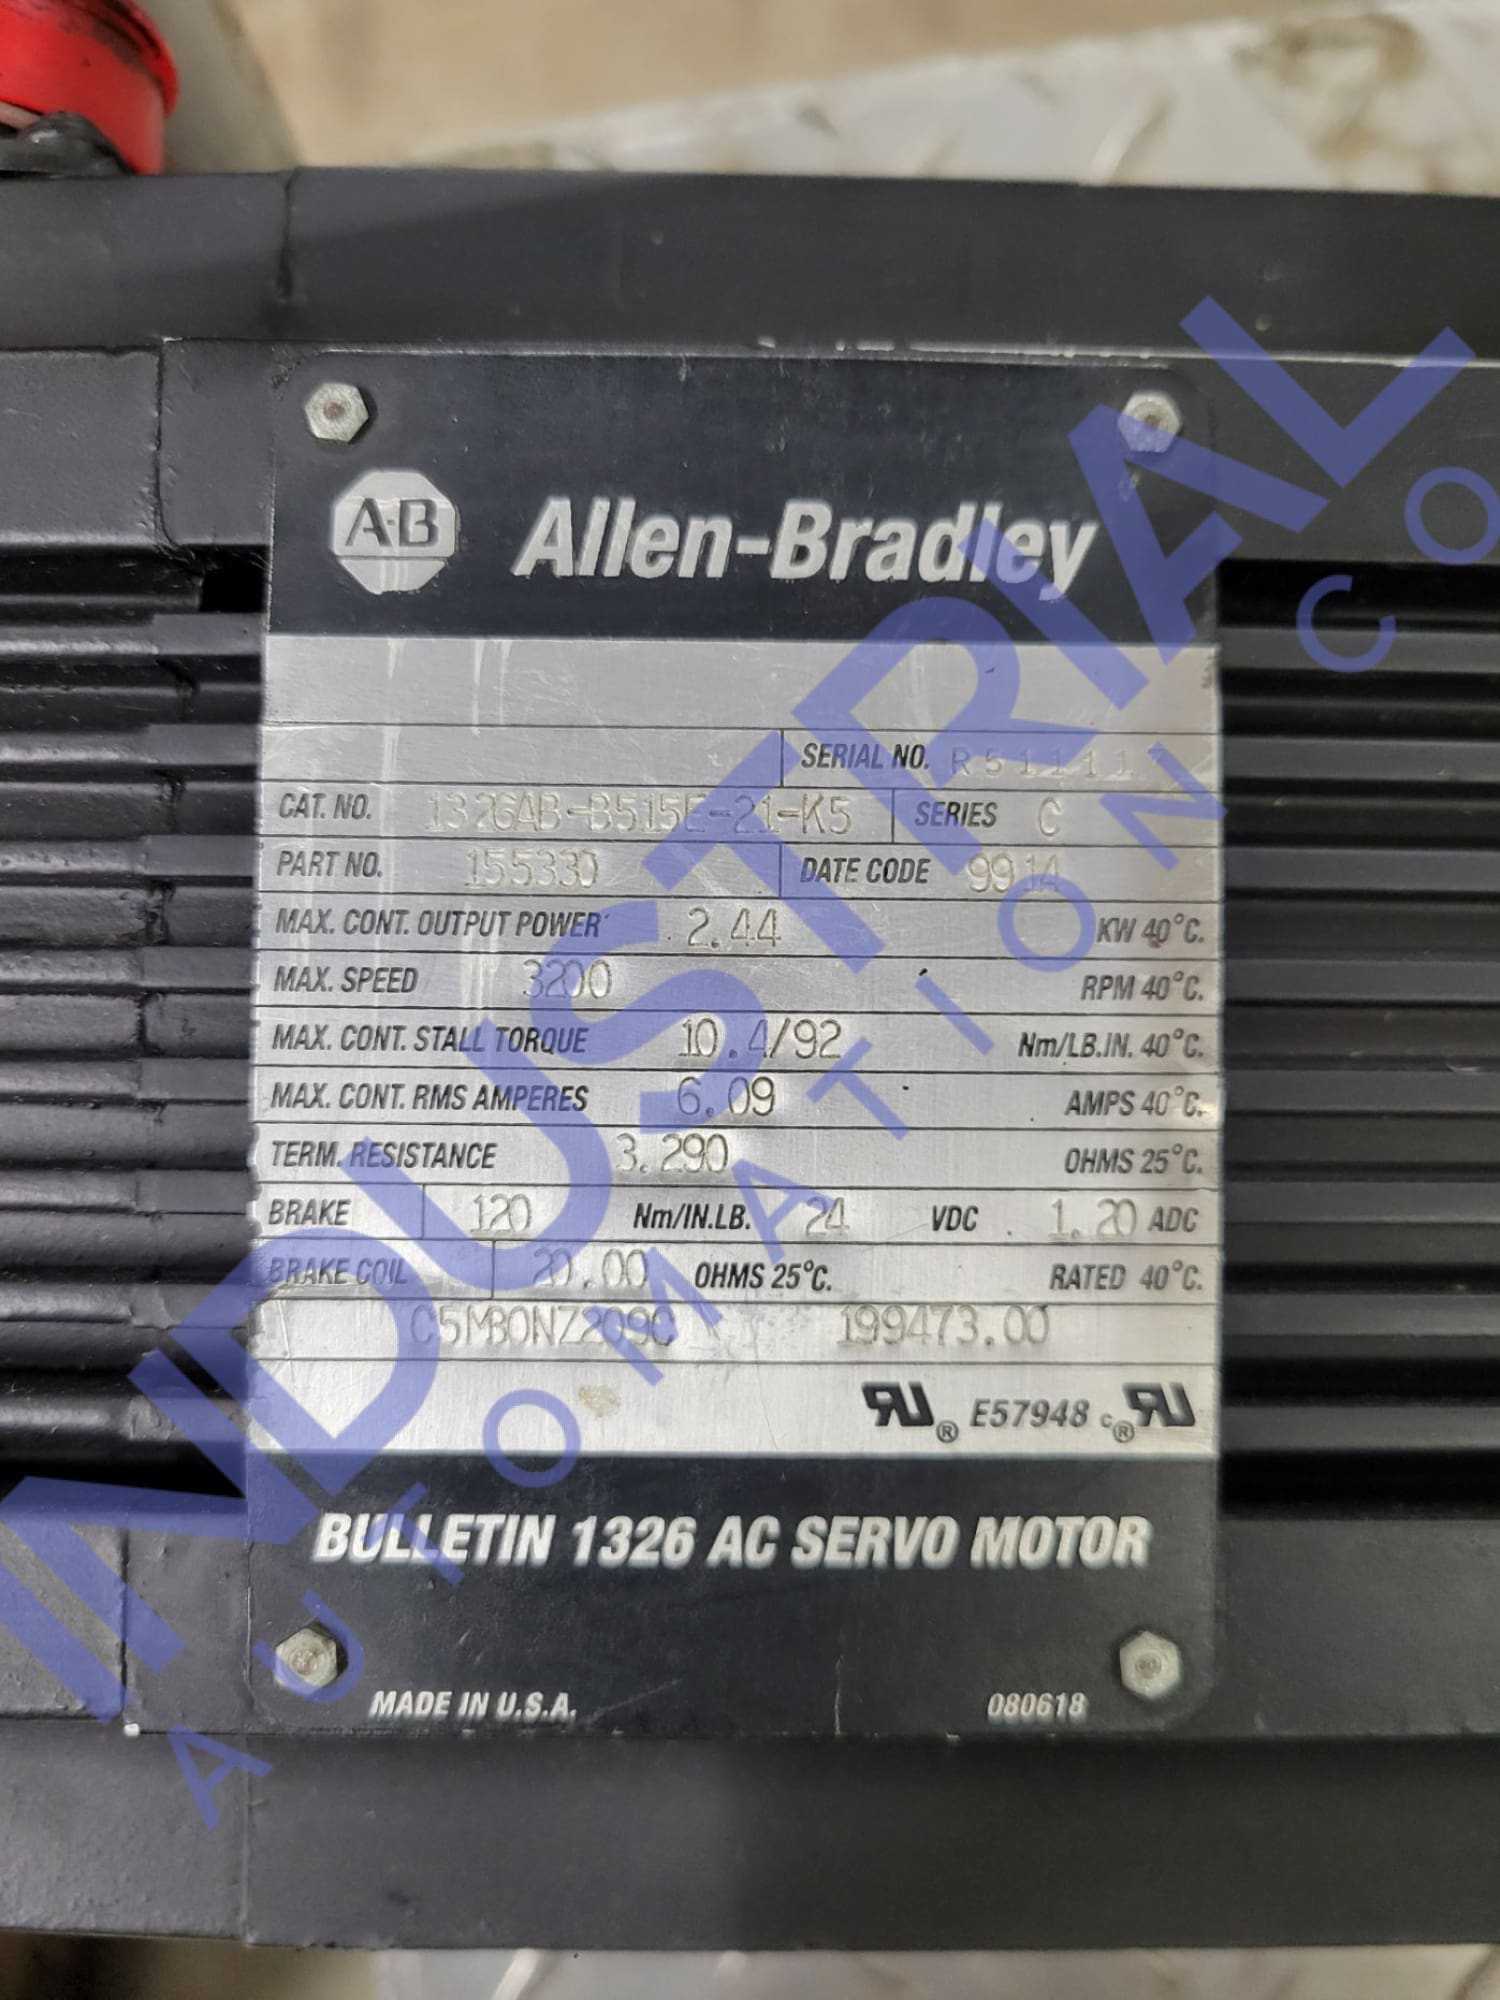 A-B Allen-Bradley
SERIAL NO. R51111
CAT. NO. 1326AB-B515E-21-K5 SERIES C
PART NO. 155330 DATE CODE 9914
MAX. CONT. OUTPUT POWER 2.44 KW 40°C.
MAX. SPEED 3200 RPM 40°C.
MAX. CONT. STALL TORQUE 10.4/92 Nm/LB.IN. 40°C.
MAX. CONT. RMS AMPERES 6.09 AMPS 40°C.
TERM. RESISTANCE 3.290 OHMS 25°C.
BRAKE 120 Nm/IN.LB. 24 VDC 1.20 ADC
BRAKE COIL 20.00 OHMS 25°C. RATED 40°C.
199473.00
E57948
BULLETIN 1326 AC SERVO MOTOR
MADE IN U.S.A. 080618
INDUSTRIAL
AUTOMATION CO